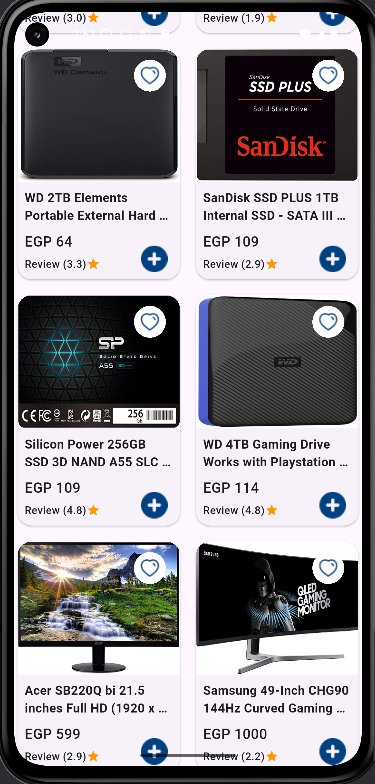 Review (3.0)
Review (1.9)
WD
WD Elements
WD 2TB Elements
Portable External Hard ...
EGP 64
Review (3.3)
SanDisk
SSD PLUS
Solid State Drive
SanDisk
SanDisk SSD PLUS 1TB
Internal SSD - SATA III ...
EGP 109
Review (2.9)
SP
Solid State Drive
A55
256
GB
Silicon Power 256GB
SSD 3D NAND A55 SLC ...
EGP 109
Review (4.8)
WD
WD 4TB Gaming Drive
Works with Playstation ...
EGP 114
Review (4.8)
Acer SB220Q bi 21.5
inches Full HD (1920 x ...
EGP 599
Review (2.9)
SAMSUNG
QLED
GAMING
MONITOR
Samsung 49-Inch CHG90
144Hz Curved Gaming ...
EGP 1000
Review (2.2)